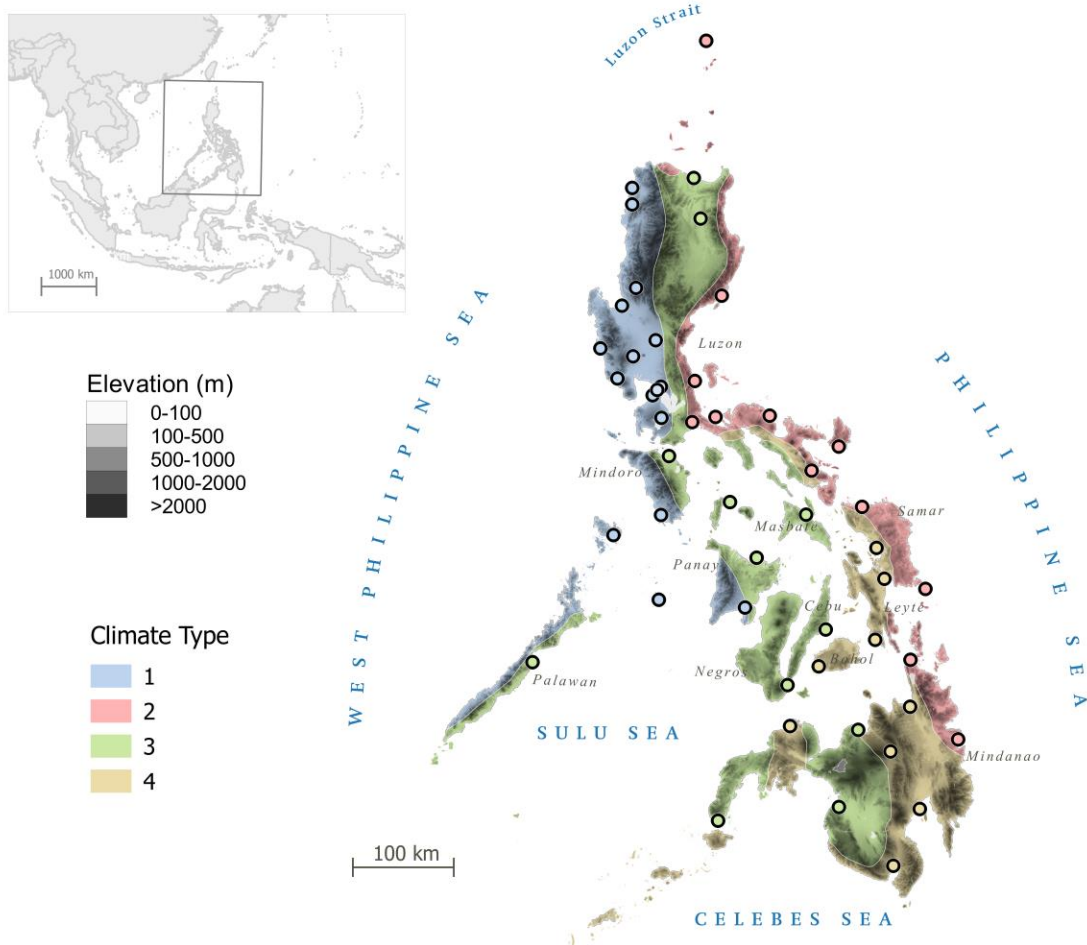 Luzon Strait
1000 km
WEST PHILIPPINE SEA
PHILIPPINE SEA
Luzon
Elevation (m)
0-100
100-500
500-1000
1000-2000
>2000
Mindoro
Masbate
Samar
Panay
Cebu
Leyte
Climate Type
1
2
3
4
Palawan
Negros
Bohol
SULU SEA
Mindanao
100 km
CELEBES SEA